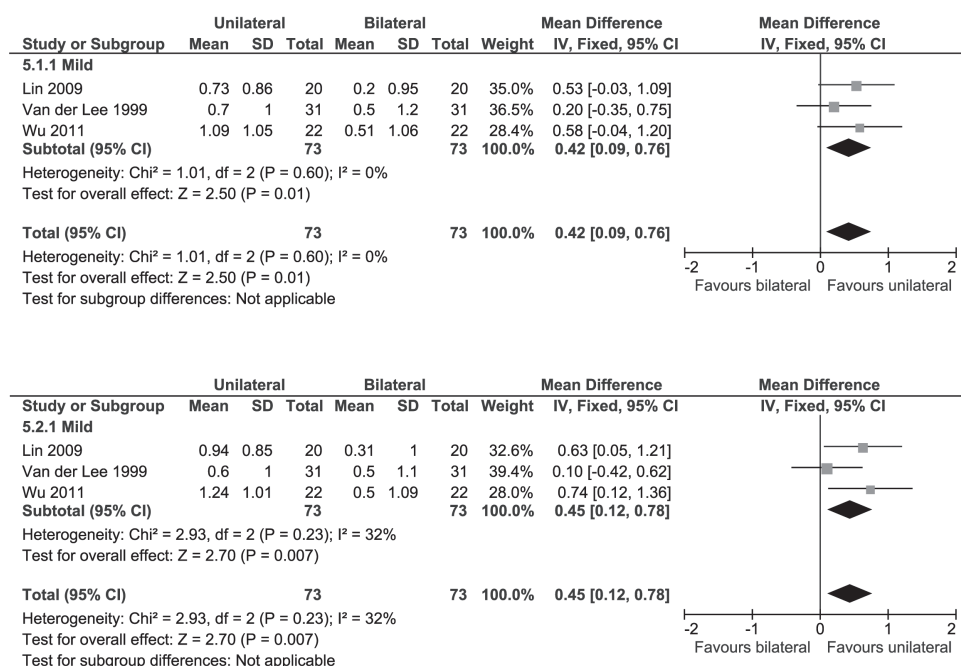 Unilateral Bilateral Mean Difference Mean Difference
Study or Subgroup Mean SD Total Mean SD Total Weight IV, Fixed, 95% CI IV, Fixed, 95% CI
5.1.1 Mild
Lin 2009 0.73 0.86 20 0.2 0.95 20 35.0% 0.53 [-0.03, 1.09]
Van der Lee 1999 0.7 1 31 0.5 1.2 31 36.5% 0.20 [-0.35, 0.75]
Wu 2011 1.09 1.05 22 0.51 1.06 22 28.4% 0.58 [-0.04, 1.20]
Subtotal (95% CI) 73 73 100.0% 0.42 [0.09, 0.76]
Heterogeneity: Chi² = 1.01, df = 2 (P = 0.60); I² = 0%
Test for overall effect: Z = 2.50 (P = 0.01)
Total (95% CI) 73 73 100.0% 0.42 [0.09, 0.76]
Heterogeneity: Chi² = 1.01, df = 2 (P = 0.60); I² = 0%
-2 -1 0 1 2
Test for overall effect: Z = 2.50 (P = 0.01)
Favours bilateral Favours unilateral
Test for subgroup differences: Not applicable
Unilateral Bilateral Mean Difference Mean Difference
Study or Subgroup Mean SD Total Mean SD Total Weight IV, Fixed, 95% CI IV, Fixed, 95% CI
5.2.1 Mild
Lin 2009 0.94 0.85 20 0.31 1 20 32.6% 0.63 [0.05, 1.21]
Van der Lee 1999 0.6 1 31 0.5 1.1 31 39.4% 0.10 [-0.42, 0.62]
Wu 2011 1.24 1.01 22 0.5 1.09 22 28.0% 0.74 [0.12, 1.36]
Subtotal (95% CI) 73 73 100.0% 0.45 [0.12, 0.78]
Heterogeneity: Chi² = 2.93, df = 2 (P = 0.23); I² = 32%
Test for overall effect: Z = 2.70 (P = 0.007)
Total (95% CI) 73 73 100.0% 0.45 [0.12, 0.78]
Heterogeneity: Chi² = 2.93, df = 2 (P = 0.23); I² = 32%
-2 -1 0 1 2
Test for overall effect: Z = 2.70 (P = 0.007)
Favours bilateral Favours unilateral
Test for subgroup differences: Not applicable